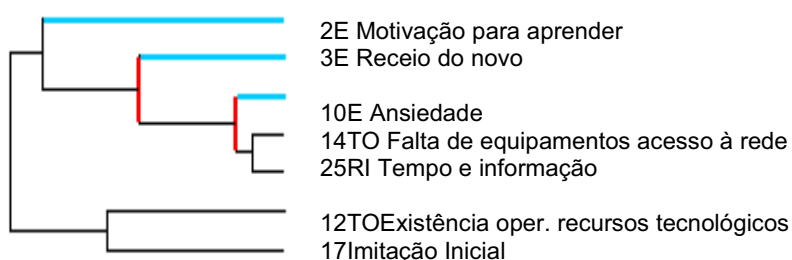 2E Motivação para aprender
3E Receio do novo
10E Ansiedade
14TO Falta de equipamentos acesso à rede
25RI Tempo e informação
12TOExistência oper. recursos tecnológicos
17Imitação Inicial